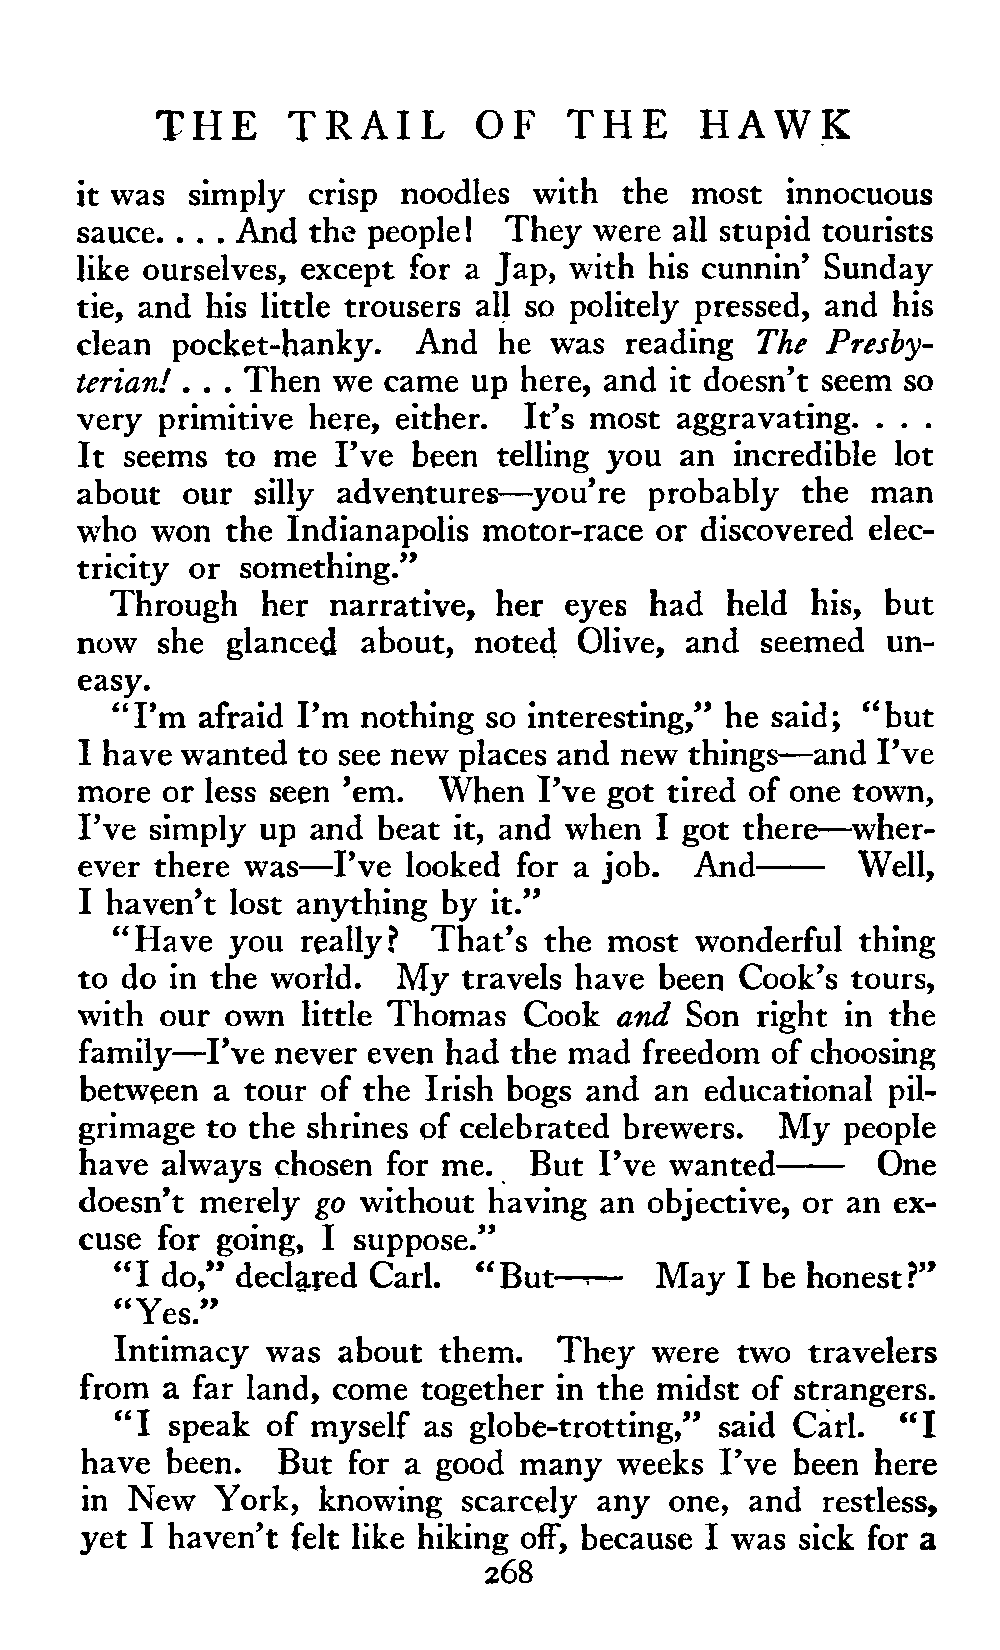 THE TRAIL OF THE HAWK
it was simply crisp noodles with the most innocuous
sauce. . . . And the people! They were all stupid tourists
like ourselves, except for a Jap, with his cunnin' Sunday
tie, and his little trousers all so politely pressed, and his
clean pocket-hanky. And he was reading The Presby-
terian! . . . Then we came up here, and it doesn't seem so
very primitive here, either. It's most aggravating. . . .
It seems to me I've been telling you an incredible lot
about our silly adventures—you're probably the man
who won the Indianapolis motor-race or discovered elec-
tricity or something."
Through her narrative, her eyes had held his, but
now she glanced about, noted Olive, and seemed un-
easy.
"I'm afraid I'm nothing so interesting," he said; "but
I have wanted to see new places and new things—and I've
more or less seen 'em. When I've got tired of one town,
I've simply up and beat it, and when I got there—wher-
ever there was—I've looked for a job. And—— Well,
I haven't lost anything by it."
"Have you really? That's the most wonderful thing
to do in the world. My travels have been Cook's tours,
with our own little Thomas Cook and Son right in the
family—I've never even had the mad freedom of choosing
between a tour of the Irish bogs and an educational pil-
grimage to the shrines of celebrated brewers. My people
have always chosen for me. But I've wanted—— One
doesn't merely go without having an objective, or an ex-
cuse for going, I suppose."
"I do," declared Carl. "But—— May I be honest?"
"Yes."
Intimacy was about them. They were two travelers
from a far land, come together in the midst of strangers.
"I speak of myself as globe-trotting," said Carl. "I
have been. But for a good many weeks I've been here
in New York, knowing scarcely any one, and restless,
yet I haven't felt like hiking off, because I was sick for a
268